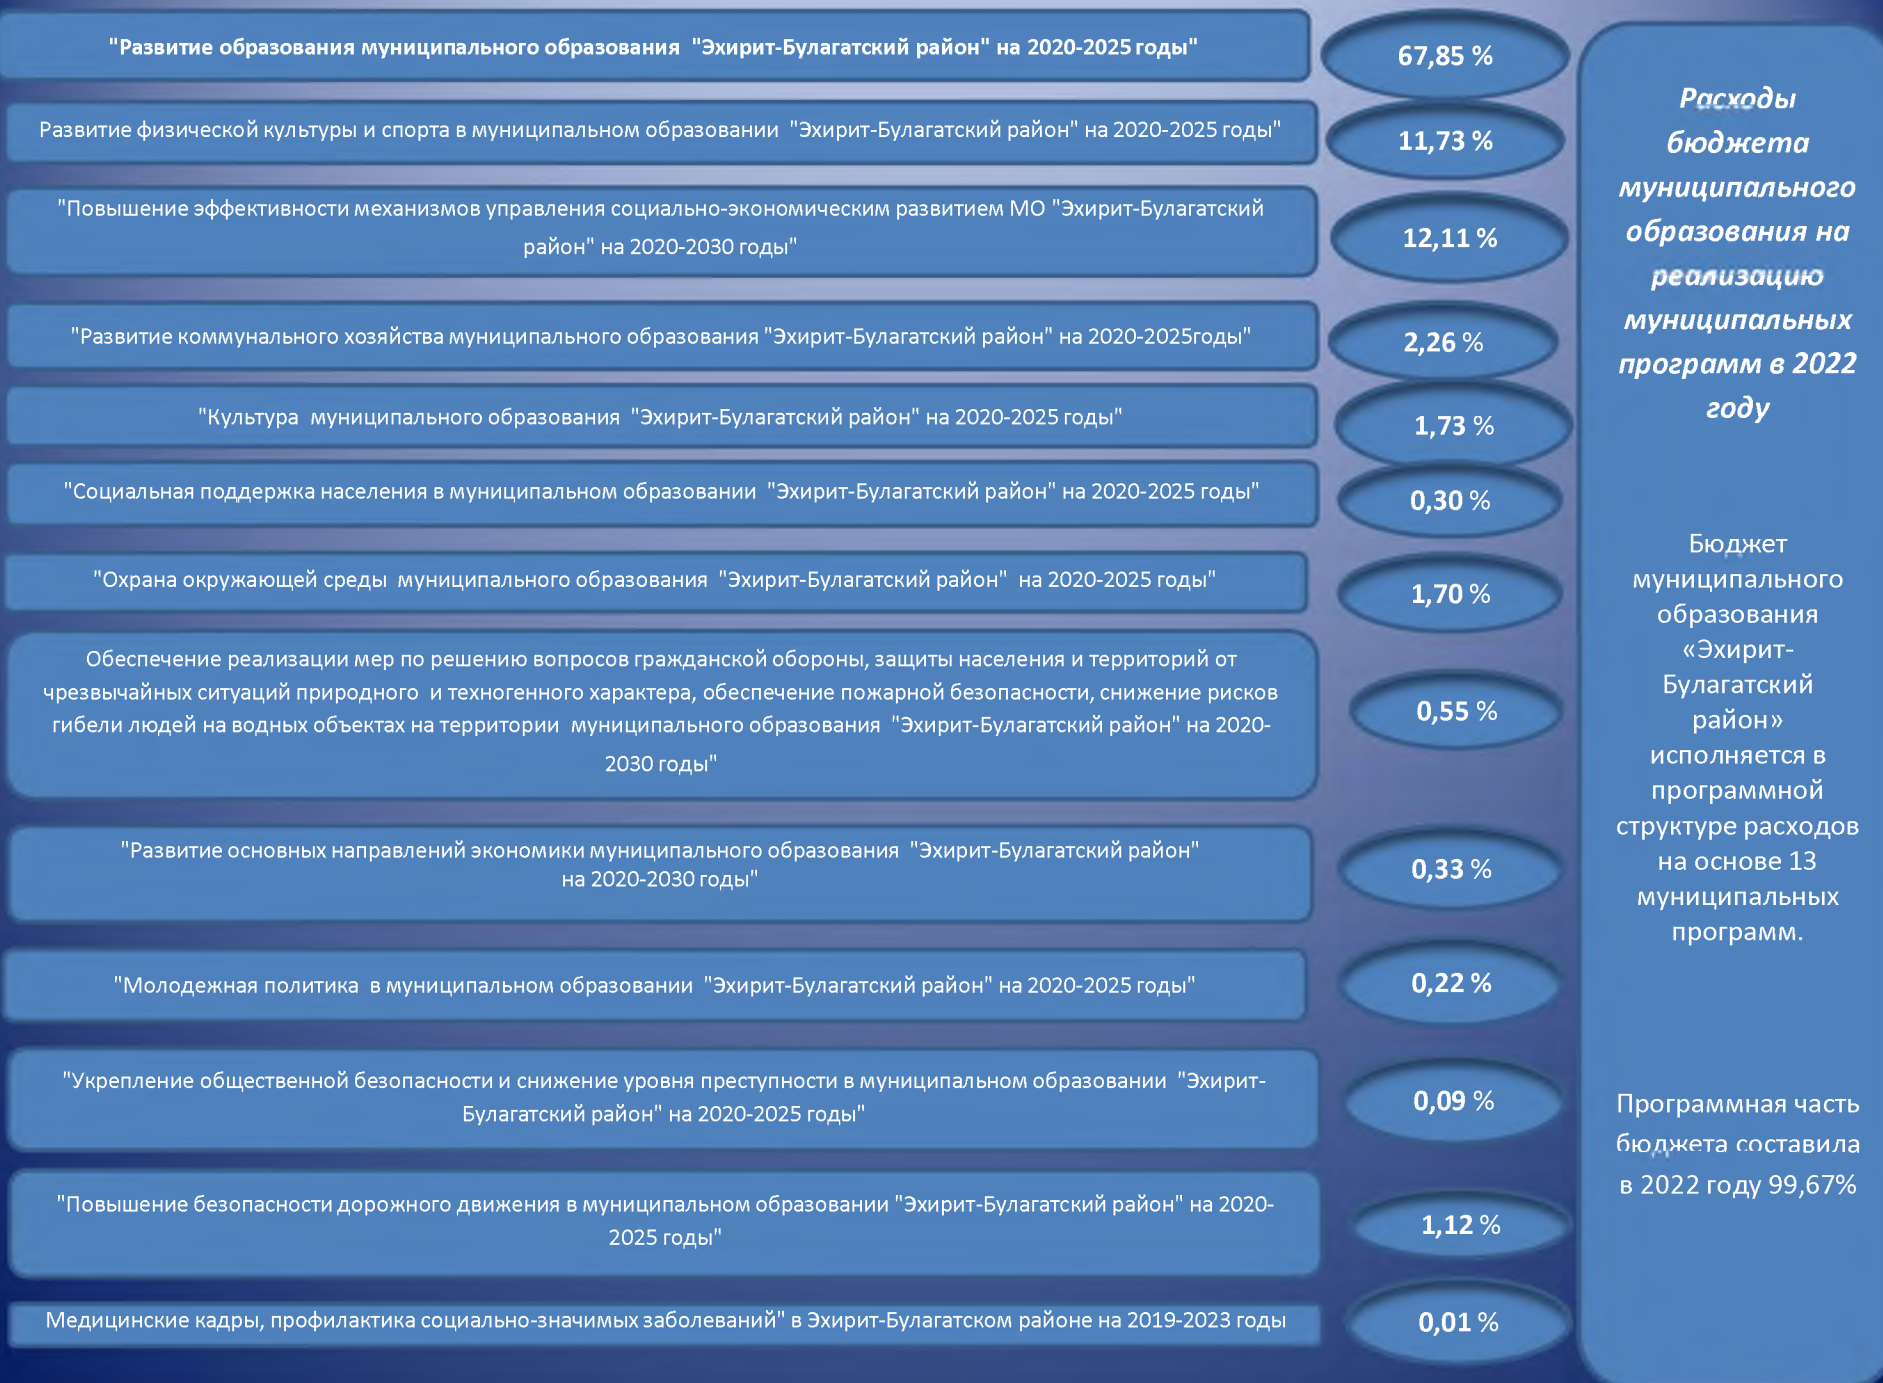 "Развитие образования муниципального образования "Эхирит-Булагатский район" на 2020-2025 годы"
67,85 %
Развитие физической культуры и спорта в муниципальном образовании "Эхирит-Булагатский район" на 2020-2025 годы"
11,73 %
"Повышение эффективности механизмов управления социально-экономическим развитием МО "Эхирит-Булагатский
район" на 2020-2030 годы"
12,11 %
"Развитие коммунального хозяйства муниципального образования "Эхирит-Булагатский район" на 2020-2025годы"
2,26 %
"Культура муниципального образования "Эхирит-Булагатский район" на 2020-2025 годы"
1,73 %
"Социальная поддержка населения в муниципальном образовании "Эхирит-Булагатский район" на 2020-2025 годы"
0,30 %
"Охрана окружающей среды муниципального образования "Эхирит-Булагатский район" на 2020-2025 годы"
1,70 %
Обеспечение реализации мер по решению вопросов гражданской обороны, защиты населения и территорий от
чрезвычайных ситуаций природного и техногенного характера, обеспечение пожарной безопасности, снижение рисков
гибели людей на водных объектах на территории муниципального образования "Эхирит-Булагатский район" на 2020-
2030 годы"
0,55 %
"Развитие основных направлений экономики муниципального образования "Эхирит-Булагатский район"
на 2020-2030 годы"
0,33 %
"Молодежная политика в муниципальном образовании "Эхирит-Булагатский район" на 2020-2025 годы"
0,22 %
"Укрепление общественной безопасности и снижение уровня преступности в муниципальном образовании "Эхирит-
Булагатский район" на 2020-2025 годы"
0,09 %
"Повышение безопасности дорожного движения в муниципальном образовании "Эхирит-Булагатский район" на 2020-
2025 годы"
1,12 %
Медицинские кадры, профилактика социально-значимых заболеваний" в Эхирит-Булагатском районе на 2019-2023 годы
0,01 %
Расходы
бюджета
муниципального
образования на
реализацию
муниципальных
программ в 2022
году
Бюджет
муниципального
образования
«Эхирит-
Булагатский
район»
исполняется в
программной
структуре расходов
на основе 13
муниципальных
программ.
Программная часть
бюджета составила
в 2022 году 99,67%